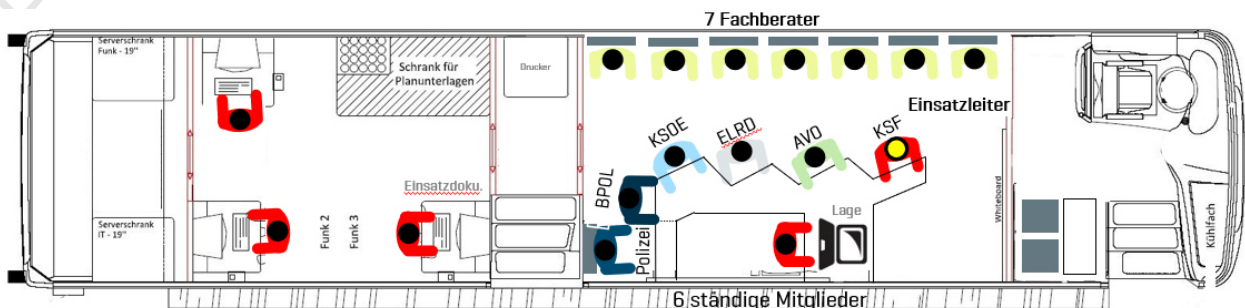 7 Fachberater
Serverschrank
Funk - 19"
Schrank für
Planunterlagen
Drucker
Einsatzleiter
KSOE
ELRD
AVO
KSF
Einsatzdoku.
BPOL
Funk 2
Funk 3
Polizei
Lage
Whiteboard
Kühlfach
Serverschrank
IT - 19"
6 ständige Mitglieder